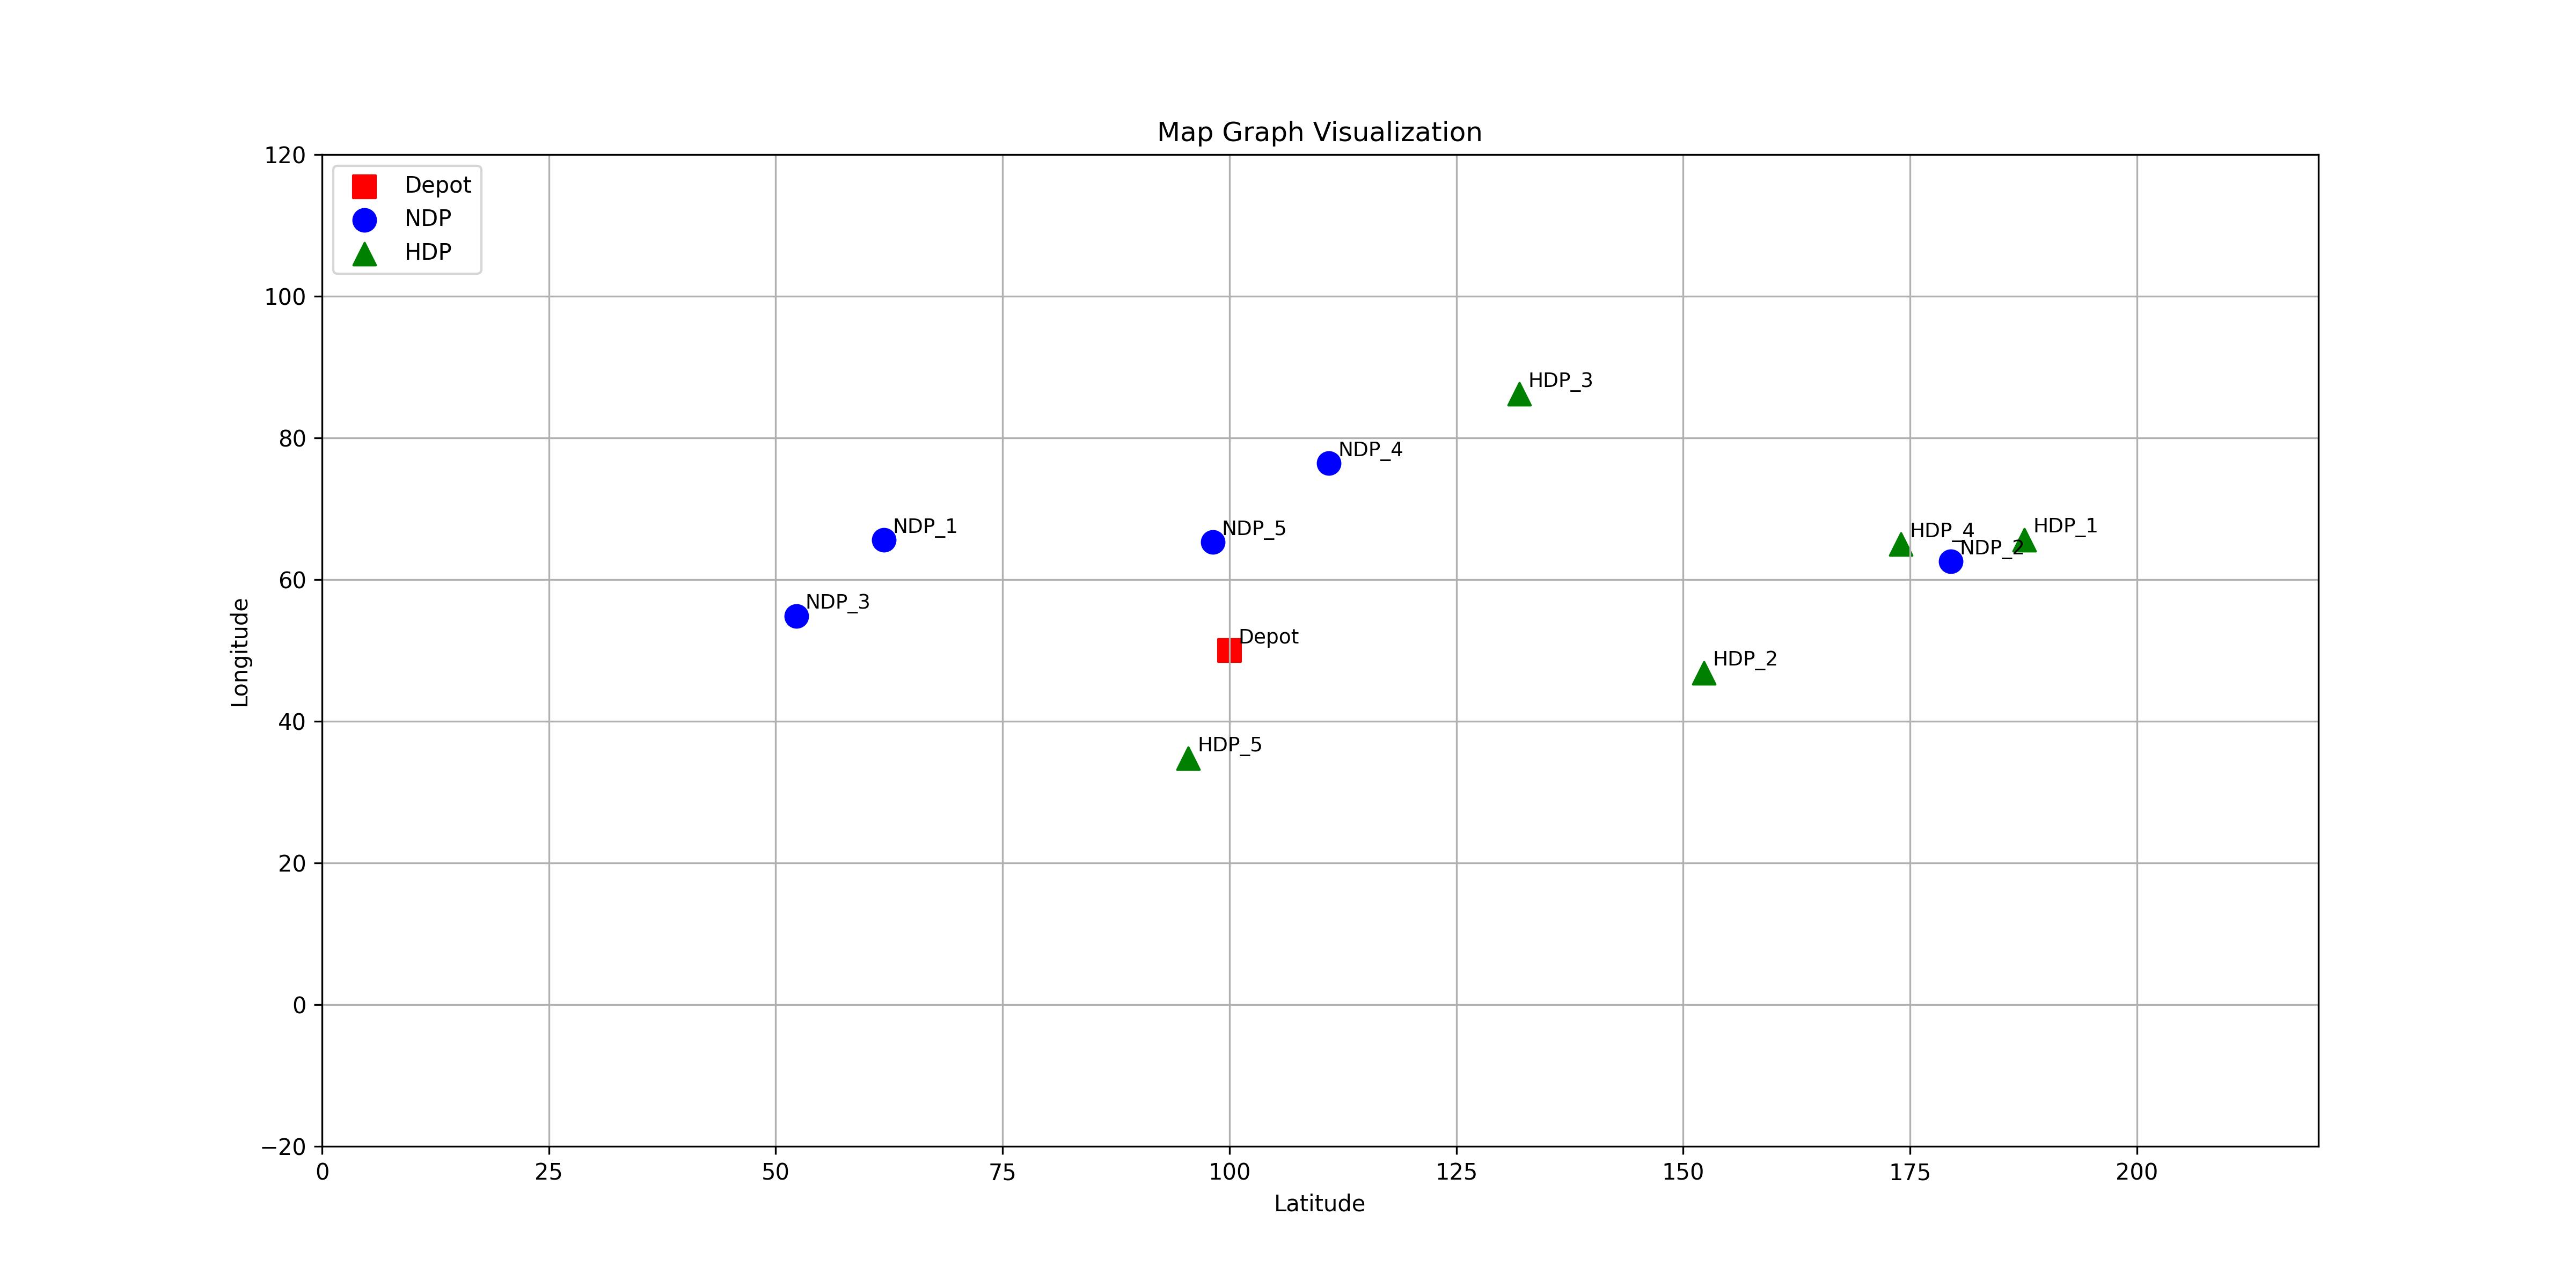 Map Graph Visualization
120
100
80
60
40
20
0
−20
Longitude
Depot
NDP
HDP
HDP_3
NDP_4
NDP_1
NDP_5
HDP_4
HDP_1
NDP_2
NDP_3
Depot
HDP_2
HDP_5
0 25 50 75 100 125 150 175 200
Latitude